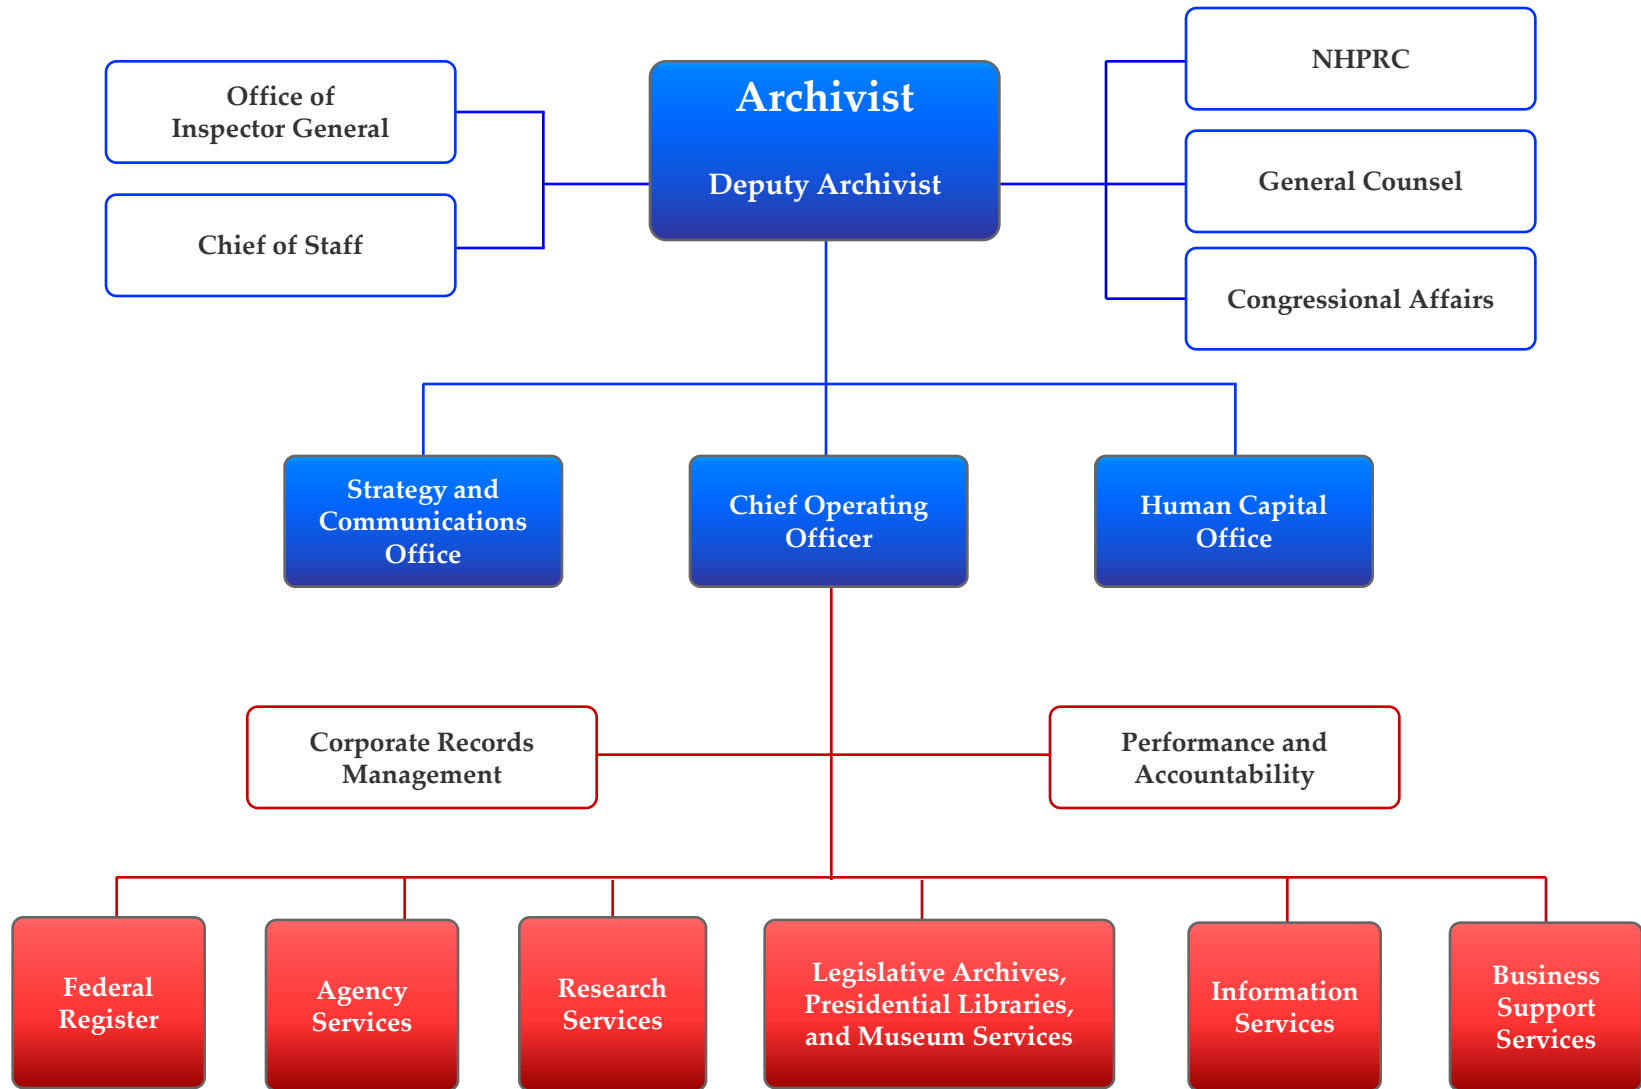 Office of
Inspector General
Chief of Staff
Archivist
Deputy Archivist
NHPRC
General Counsel
Congressional Affairs
Strategy and
Communications
Office
Chief Operating
Officer
Human Capital
Office
Corporate Records
Management
Performance and
Accountability
Federal
Register
Agency
Services
Research
Services
Legislative Archives,
Presidential Libraries,
and Museum Services
Information
Services
Business
Support
Services